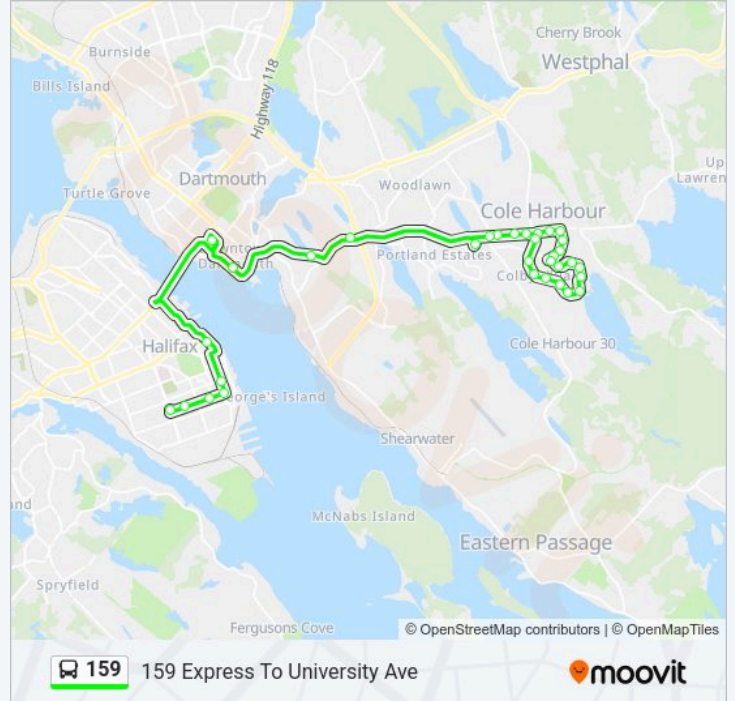 Cherry Brook
Burnside
Westphal
Bills Island
Highway 118
Up
Lawren
Dartmouth
Woodlawn
Turtle Grove
Cole Harbour
Portland Estates
Halifax
Cole Harbour 30
eorge's Island
Shearwater
McNabs Island
Eastern Passage
Spryfield
Fergusons Cove
© OpenStreetMap contributors | © OpenMapTiles
159
159 Express To University Ave
moovit